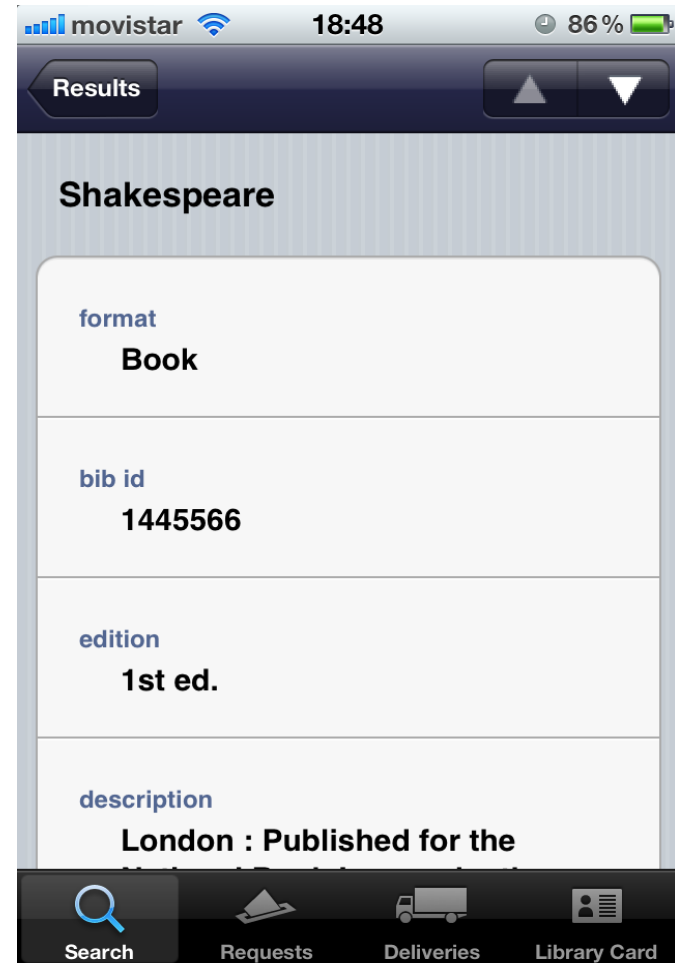 movistar 18:48 86%
Results
Shakespeare
format
Book
bib id
1445566
edition
1st ed.
description
London : Published for the
Search Requests Deliveries Library Card